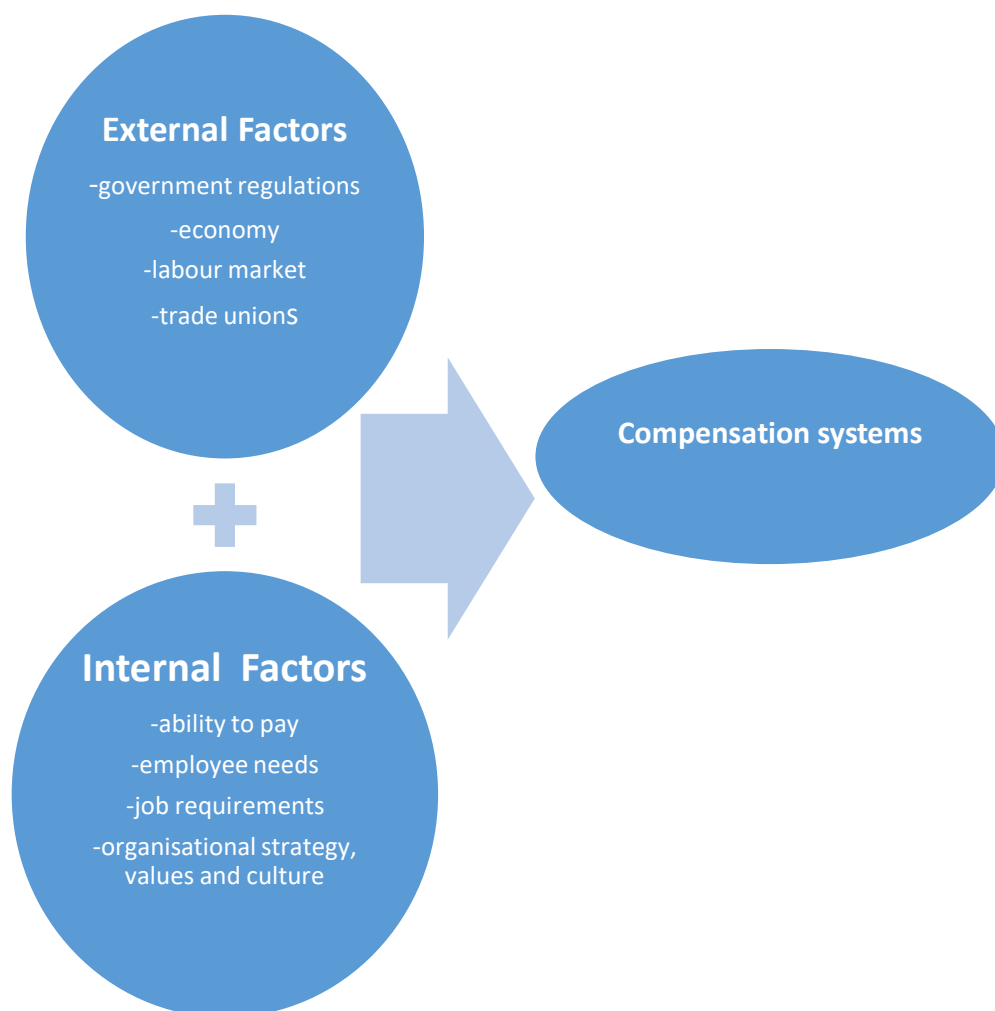 External Factors
-government regulations
-economy
-labour market
-trade unions
Compensation systems
Internal  Factors
-ability to pay
-employee needs
-job requirements
-organisational strategy,
values and culture